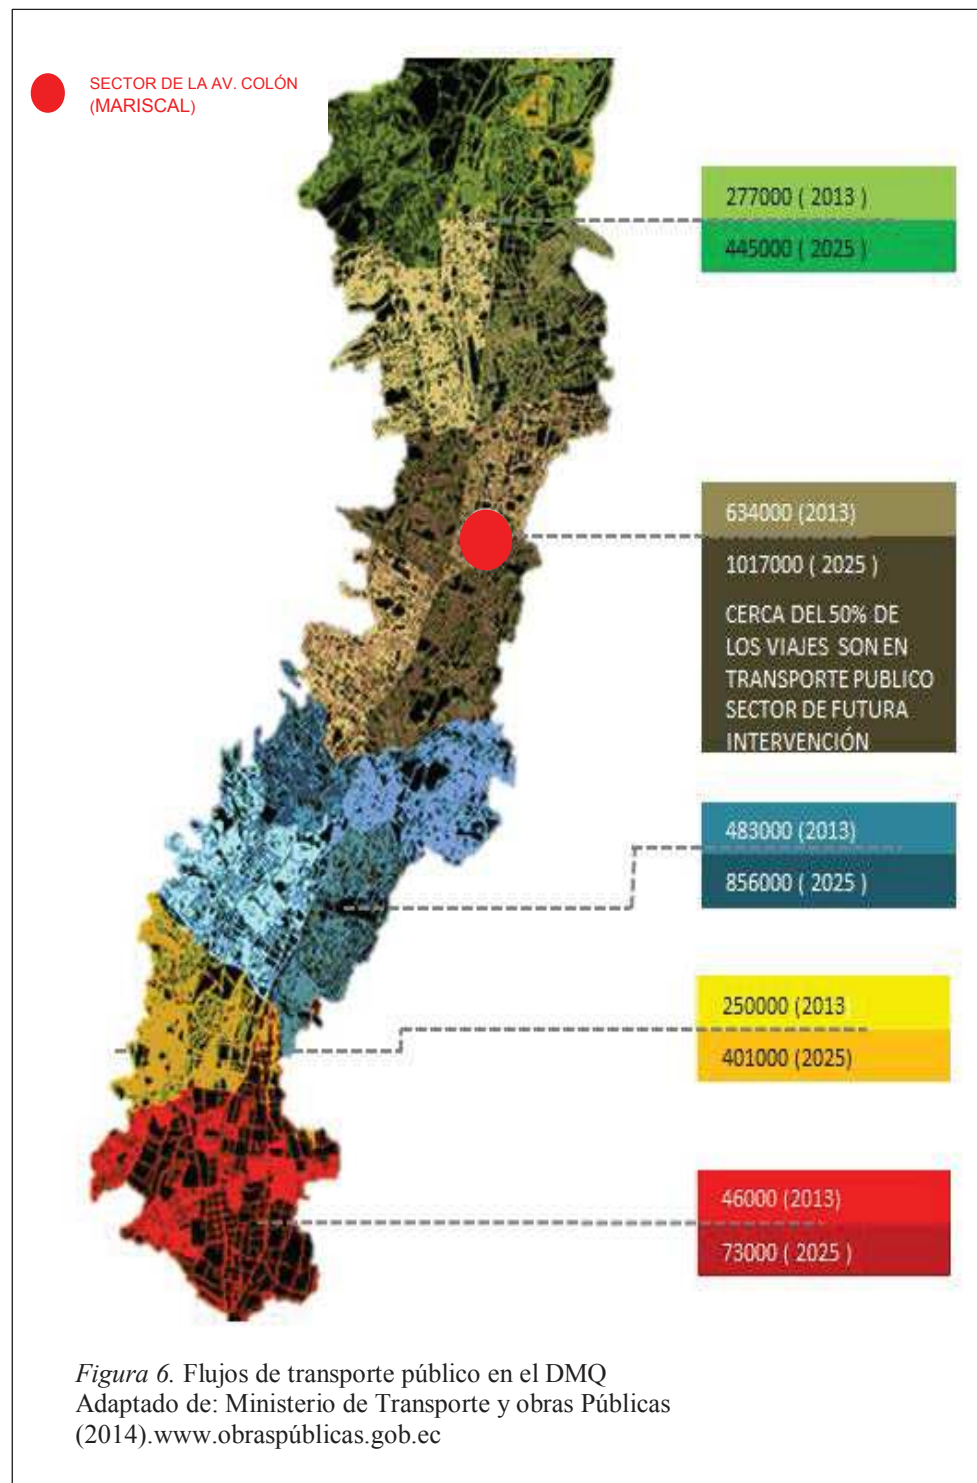 SECTOR DE LA AV. COLÓN
(MARISCAL)
277000 ( 2013 )
445000 ( 2025 )
634000 (2013)
1017000 ( 2025 )
CERCA DEL 50% DE
LOS VIAJES SON EN
TRANSPORTE PUBLICO
SECTOR DE FUTURA
INTERVENCIÓN
483000 (2013)
856000 ( 2025 )
250000 (2013
401000 (2025)
46000 (2013)
73000 ( 2025 )
Figura 6. Flujos de transporte público en el DMQ
Adaptado de: Ministerio de Transporte y obras Públicas
(2014).www.obraspúblicas.gob.ec